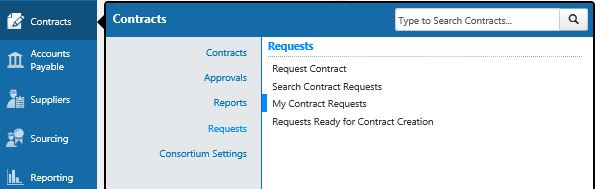 Contracts
Accounts
Payable
Suppliers
Sourcing
Reporting
Contracts
Type to Search Contracts...
Contracts
Approvals
Reports
Requests
Consortium Settings
Requests
Request Contract
Search Contract Requests
My Contract Requests
Requests Ready for Contract Creation